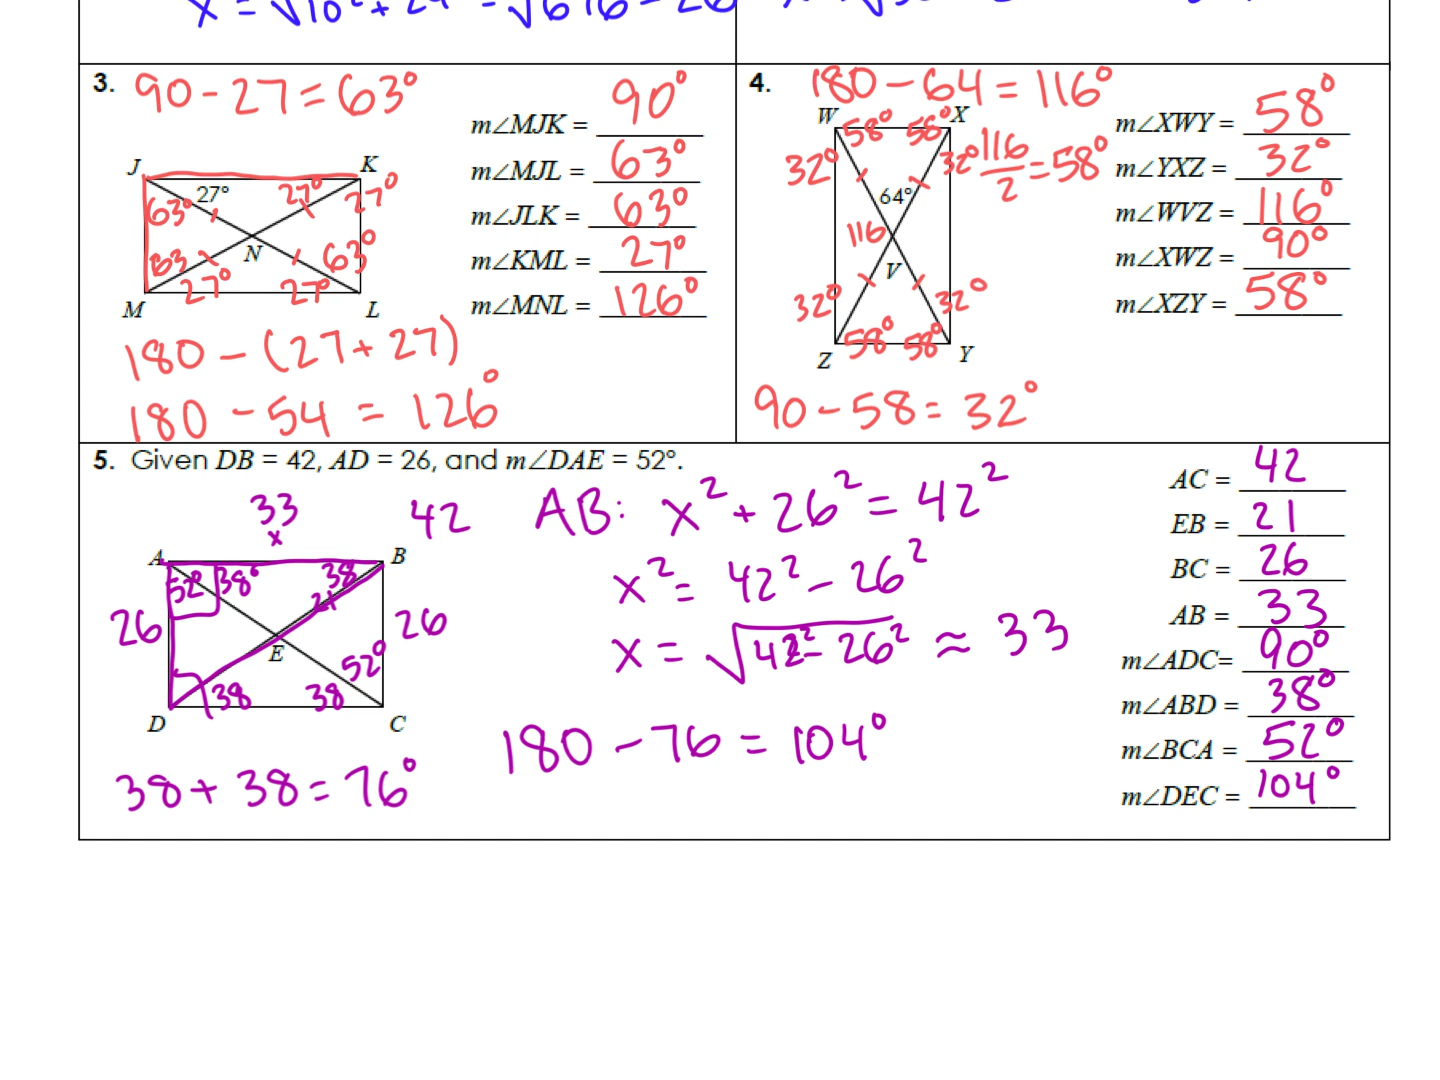 3. 90 - 27 = 63°
m∠MJK = 90°
m∠MJL = 63°
m∠JLK = 63°
m∠KML = 27°
m∠MNL = 126°
J K
27° 27° 27°
63°
N
63 63°
27° 27°
M L
180 - (27 + 27)
180 - 54 = 126°
4. 180 - 64 = 116°
W X
58° 58°
32° 32° 116/2 = 58°
64°
116
V
32° 32°
58° 58°
Z Y
90 - 58 = 32°
m∠XWY = 58°
m∠YXZ = 32°
m∠WVZ = 116°
m∠XWZ = 90°
m∠XZY = 58°
5. Given DB = 42, AD = 26, and m∠DAE = 52°.
33
x
42
A B
52° 38° 38
21
26 26
E
52°
38 38
D C
38 + 38 = 76°
AB: x² + 26² = 42²
x² = 42² - 26²
x = √42² - 26² ≈ 33
180 - 76 = 104°
AC = 42
EB = 21
BC = 26
AB = 33
m∠ADC= 90°
m∠ABD = 38°
m∠BCA = 52°
m∠DEC = 104°